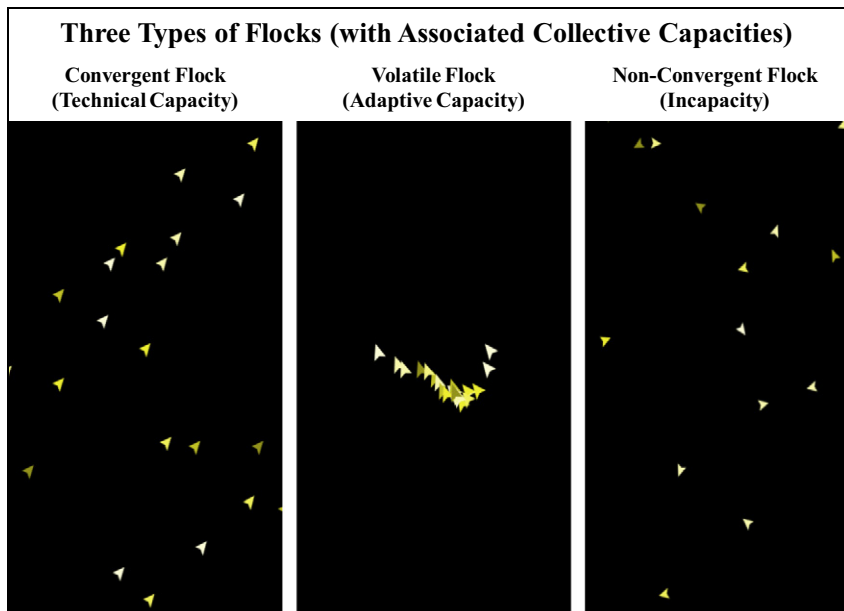 Three Types of Flocks (with Associated Collective Capacities)
Convergent Flock
(Technical Capacity)
Volatile Flock
(Adaptive Capacity)
Non-Convergent Flock
(Incapacity)